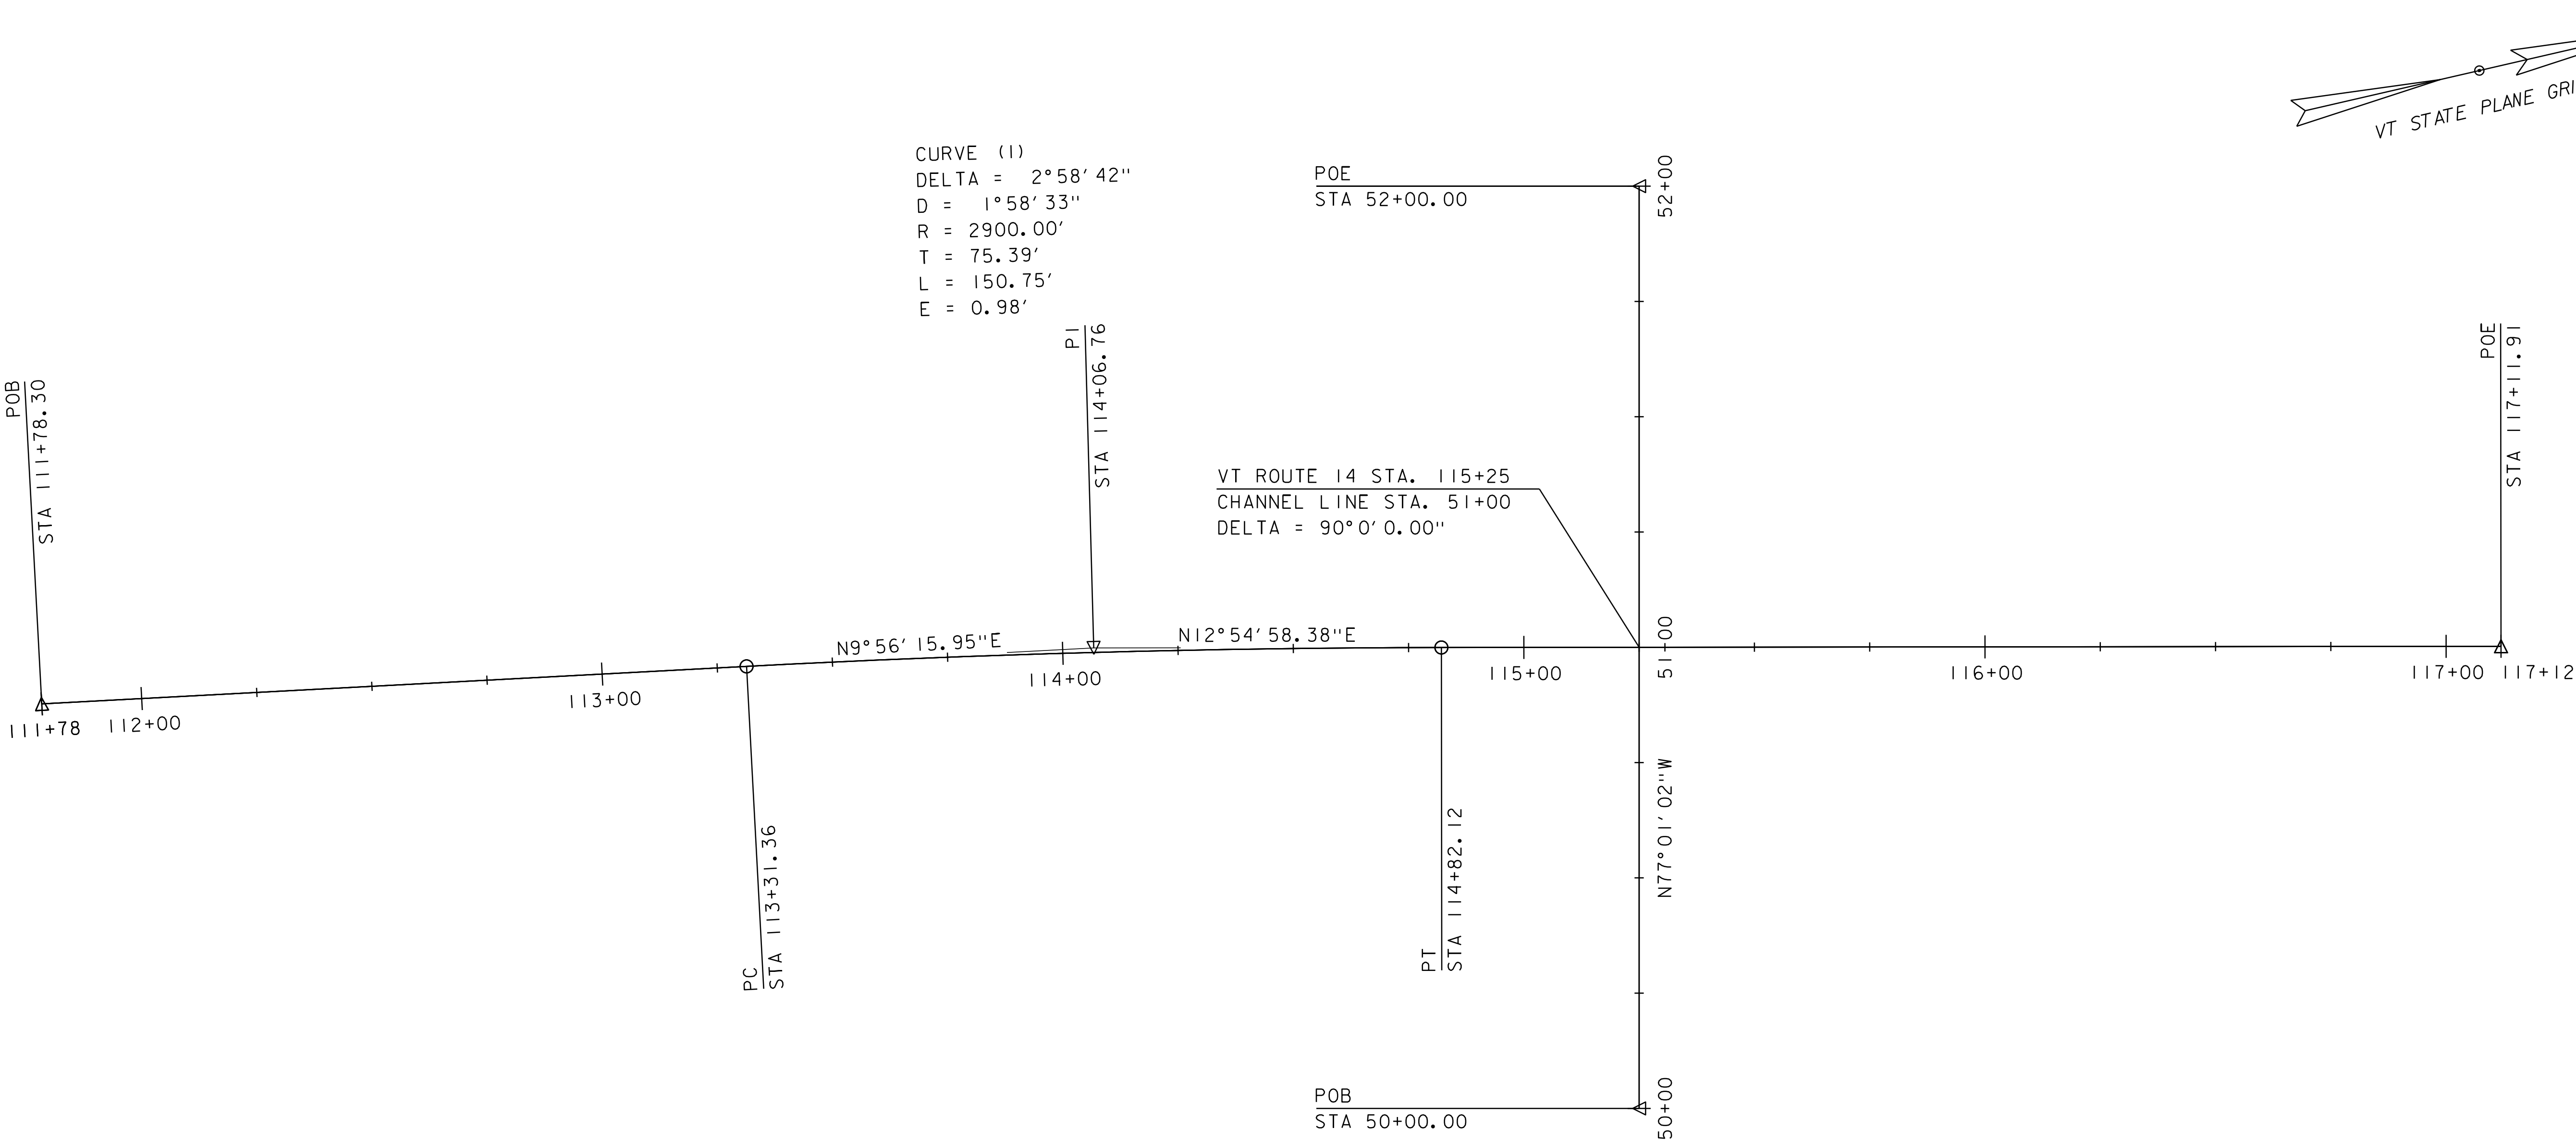 VT STATE PLANE GRI
CURVE (1)
DELTA = 2°58'42"
D = 1°58'33"
R = 2900.00'
T = 75.39'
L = 150.75'
E = 0.98'
POE
STA 52+00.00
52+00
POB
STA 111+78.30
PI
STA 114+06.76
POE
STA 117+11.91
VT ROUTE 14 STA. 115+25
CHANNEL LINE STA. 51+00
DELTA = 90°0'0.00"
N9°56'15.95"E
N12°54'58.38"E
111+78
112+00
113+00
114+00
115+00
51+00
116+00
117+00
117+12
PC
STA 113+31.36
PT
STA 114+82.12
N77°01'02"W
POB
STA 50+00.00
50+00